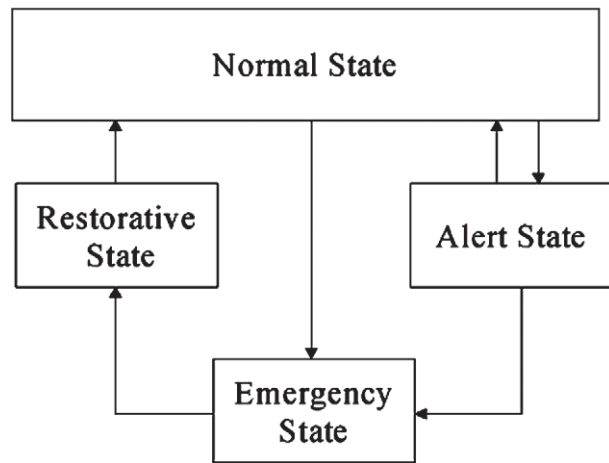 Normal State
Restorative
State
Alert State
Emergency
State